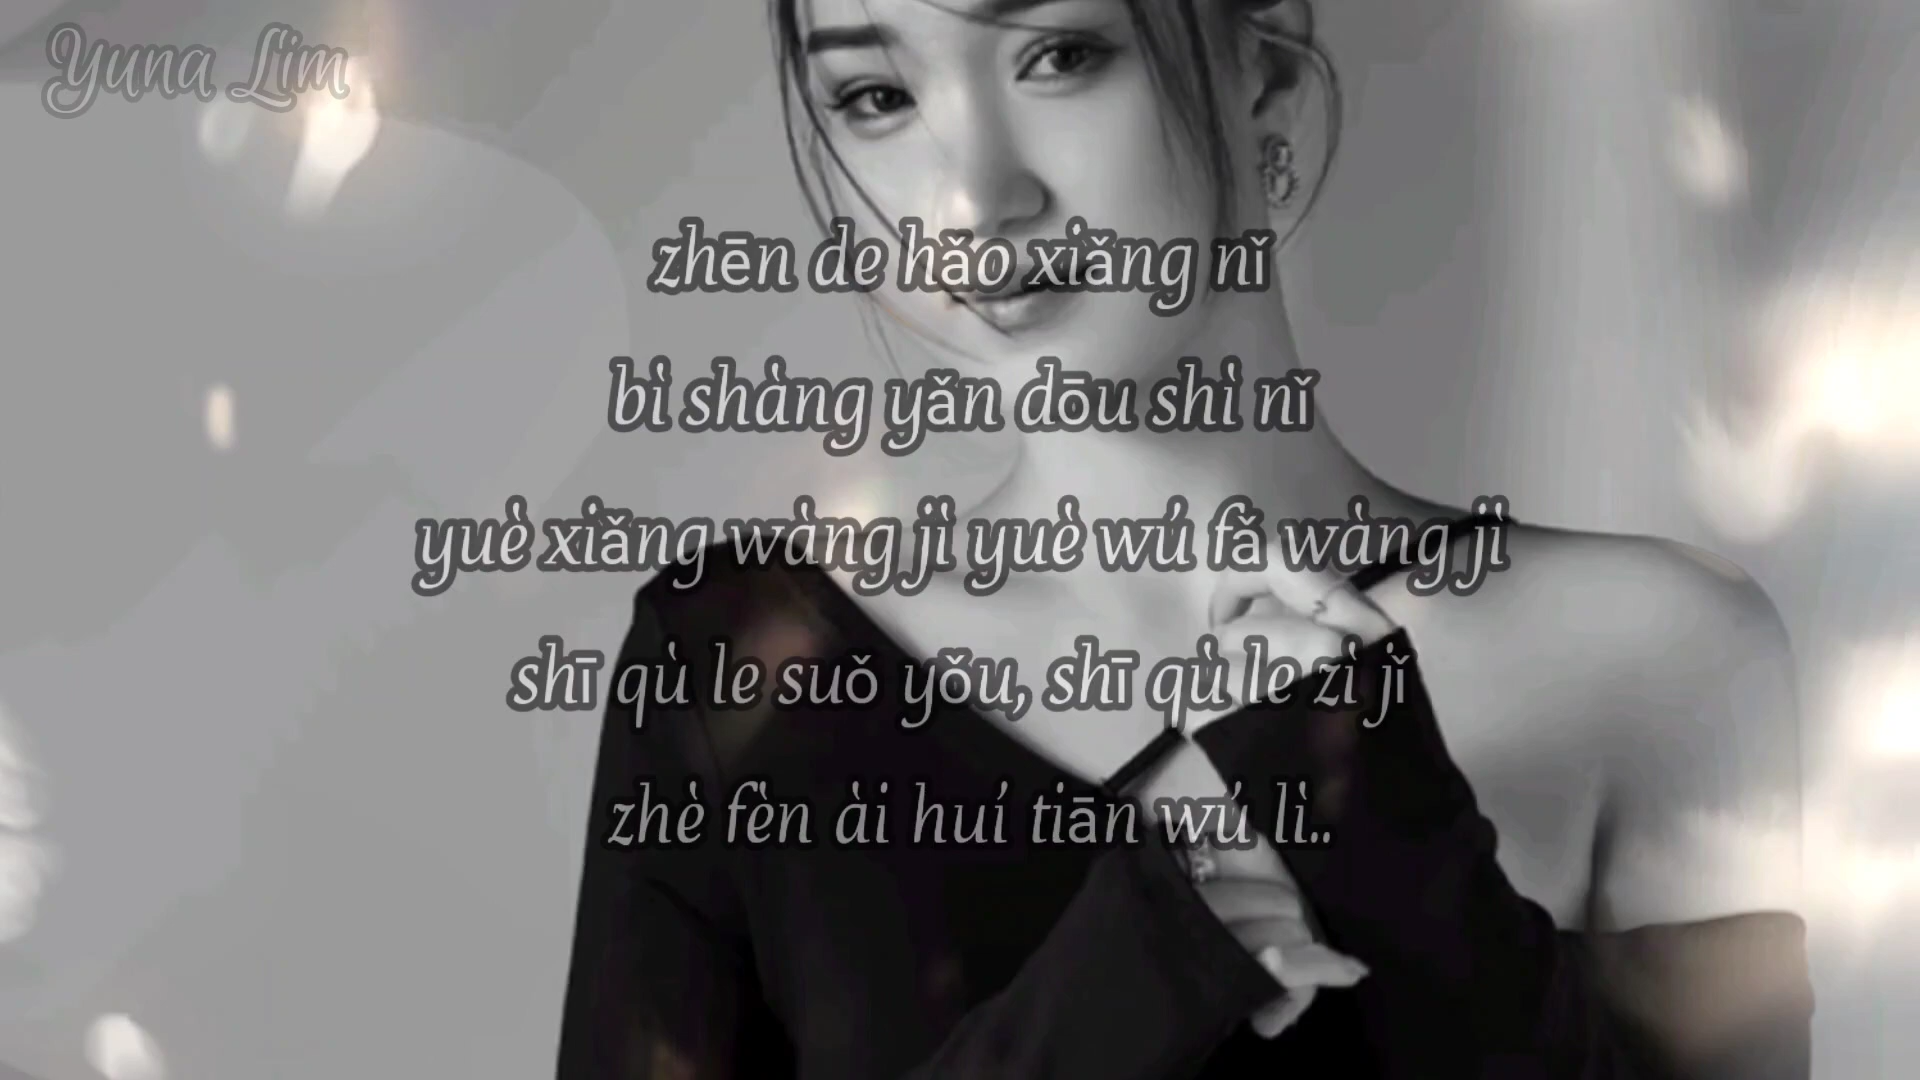 Yuna Lim
zhēn de hǎo xiǎng nǐ
bì shàng yǎn dōu shì nǐ
yuè xiǎng wàng jì yuè wú fǎ wàng jì
shī qù le suǒ yǒu, shī qù le zì jǐ
zhè fèn ài huí tiān wú lì..